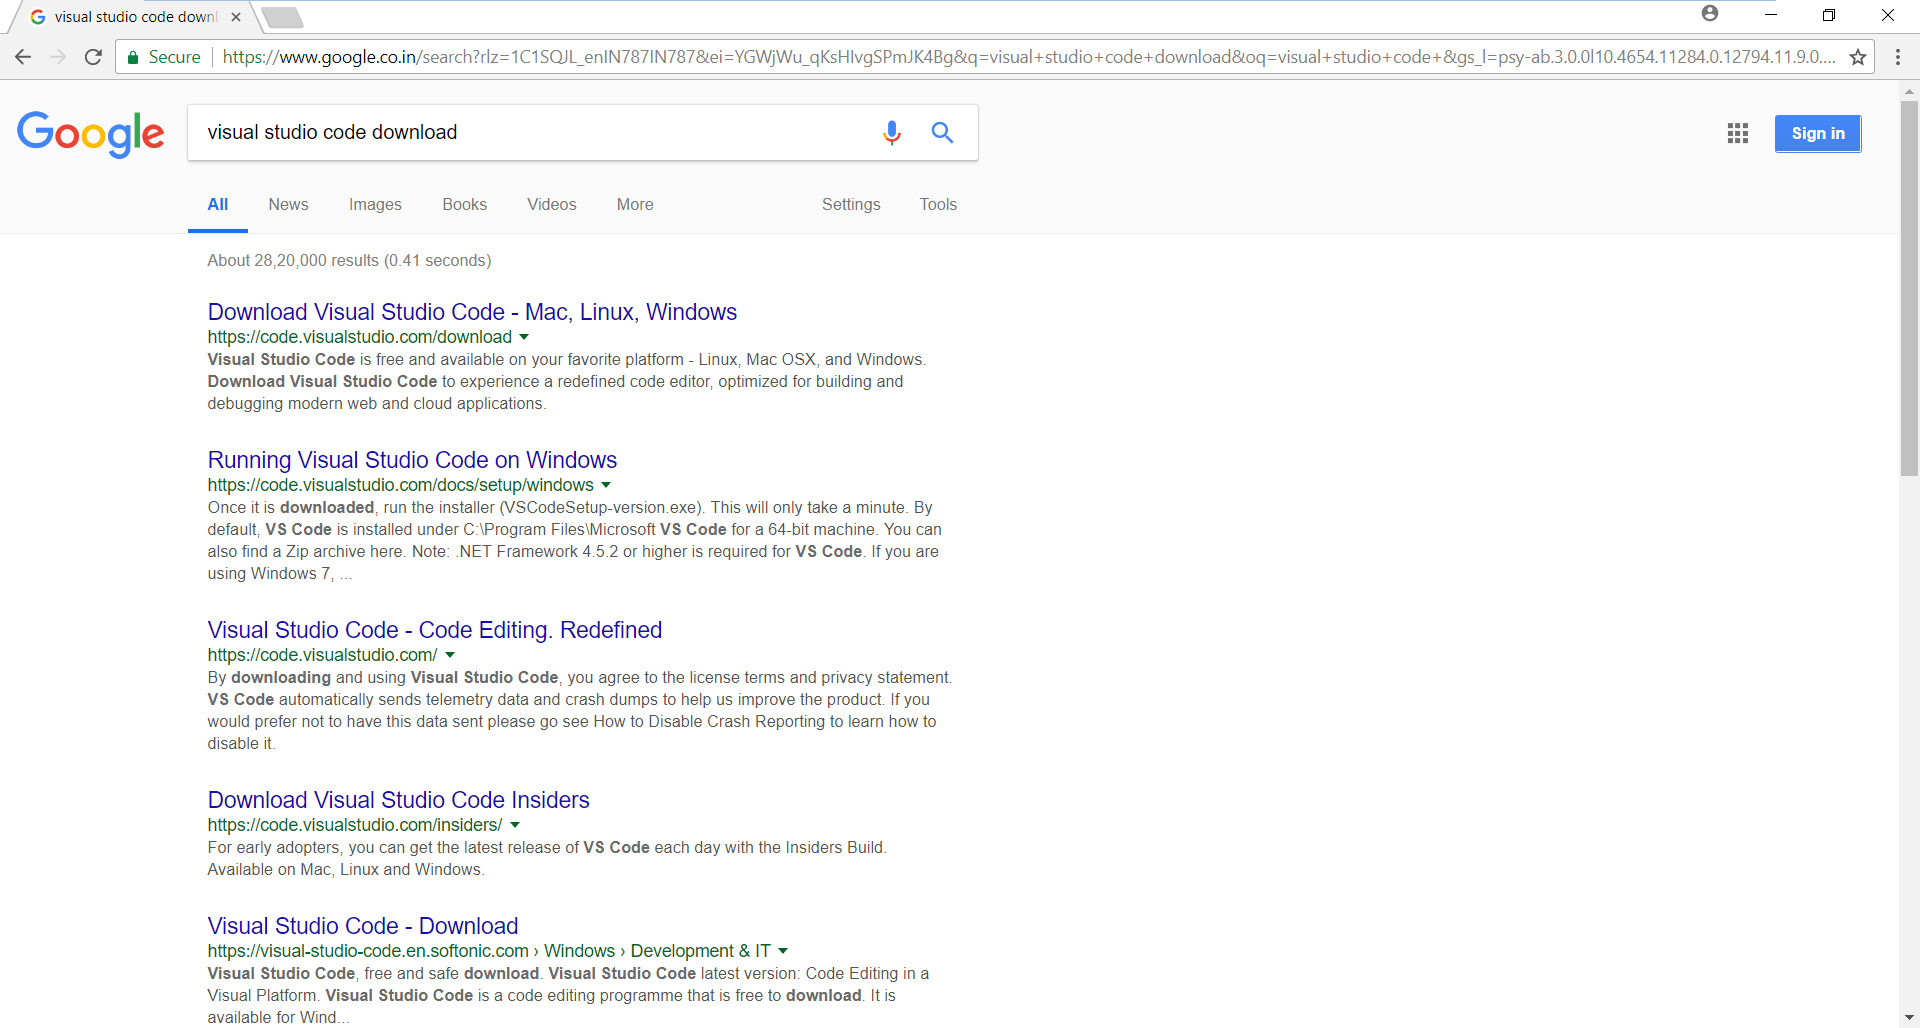 visual studio code downl
Secure https://www.google.co.in/search?rlz=1C1SQJL_enIN787IN787&ei=YGWjWu_qKsHIvgSPmJK4Bg&q=visual+studio+code+download&oq=visual+studio+code+&gs_l=psy-ab.3.0.0l10.4654.11284.0.12794.11.9.0....
Google visual studio code download Sign in
All News Images Books Videos More Settings Tools
About 28,20,000 results (0.41 seconds)
Download Visual Studio Code - Mac, Linux, Windows
https://code.visualstudio.com/download
Visual Studio Code is free and available on your favorite platform - Linux, Mac OSX, and Windows.
Download Visual Studio Code to experience a redefined code editor, optimized for building and
debugging modern web and cloud applications.
Running Visual Studio Code on Windows
https://code.visualstudio.com/docs/setup/windows
Once it is downloaded, run the installer (VSCodeSetup-version.exe). This will only take a minute. By
default, VS Code is installed under C:\Program Files\Microsoft VS Code for a 64-bit machine. You can
also find a Zip archive here. Note: .NET Framework 4.5.2 or higher is required for VS Code. If you are
using Windows 7, ...
Visual Studio Code - Code Editing. Redefined
https://code.visualstudio.com/
By downloading and using Visual Studio Code, you agree to the license terms and privacy statement.
VS Code automatically sends telemetry data and crash dumps to help us improve the product. If you
would prefer not to have this data sent please go see How to Disable Crash Reporting to learn how to
disable it.
Download Visual Studio Code Insiders
https://code.visualstudio.com/insiders/
For early adopters, you can get the latest release of VS Code each day with the Insiders Build.
Available on Mac, Linux and Windows.
Visual Studio Code - Download
https://visual-studio-code.en.softonic.com › Windows › Development & IT
Visual Studio Code, free and safe download. Visual Studio Code latest version: Code Editing in a
Visual Platform. Visual Studio Code is a code editing programme that is free to download. It is
available for Wind...